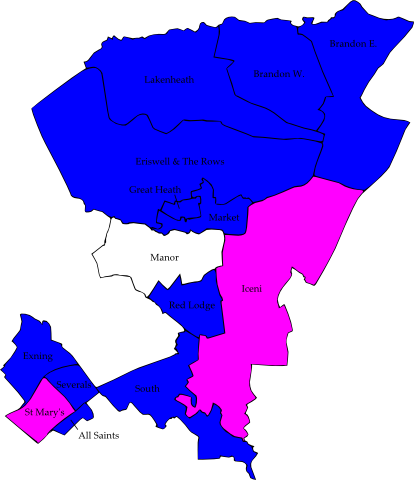 Brandon E
Lakenheath
Brandon W
Eriswell & The Rows
Great Heath
Market
Manor
Iceni
Red Lodge
Exning
Severals
South
St Mary's
All Saints